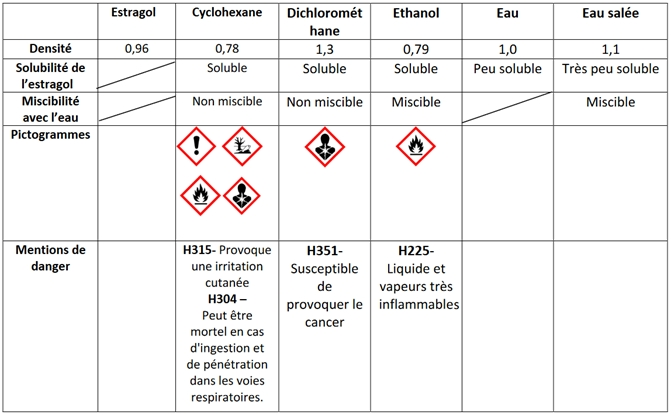 Estragol Cyclohexane Dichloromét Ethanol Eau Eau salée
hane
Densité 0,96 0,78 1,3 0,79 1,0 1,1
Solubilité de Soluble Soluble Soluble Peu soluble Très peu soluble
l'estragol
Miscibilité Non miscible Non miscible Miscible Miscible
avec l'eau
Pictogrammes
Mentions de H315- Provoque H351- H225-
danger une irritation Susceptible Liquide et
cutanée de vapeurs très
H304 – provoquer le inflammables
Peut être cancer
mortel en cas
d'ingestion et
de pénétration
dans les voies
respiratoires.